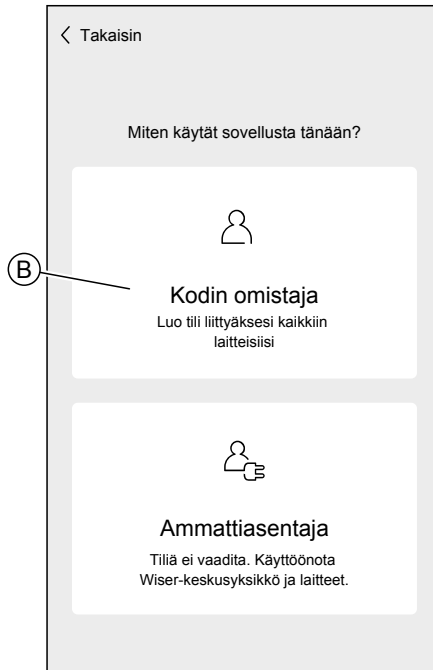 Takaisin
Miten käytät sovellusta tänään?
B
Kodin omistaja
Luo tili liittyäksesi kaikkiin
laitteisiisi
Ammattiasentaja
Tiliä ei vaadita. Käyttöönota
Wiser-keskusyksikkö ja laitteet.